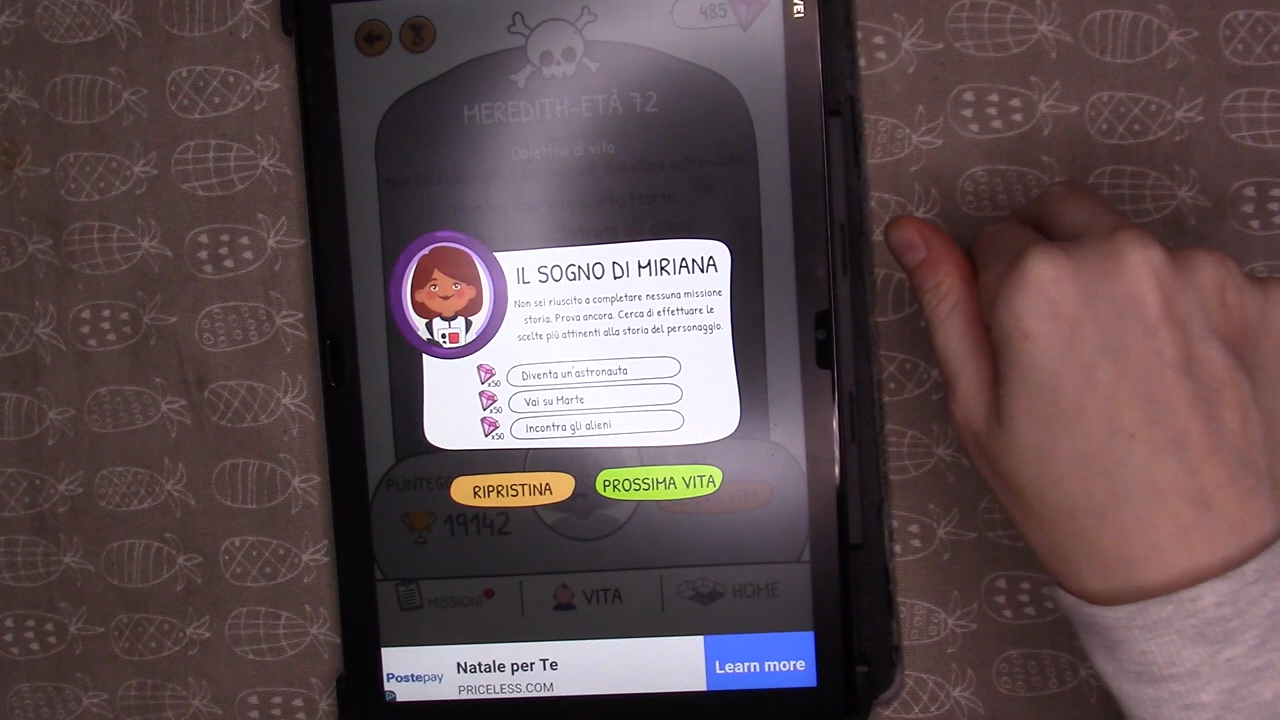 485
MEREDITH-ETÀ 72
Obiettivi di vita
IL SOGNO DI MIRIANA
Non sei riuscito a completare nessuna missione
storia. Prova ancora. Cerca di effettuare le
scelte più attinenti alla storia del personaggio.
x50 Diventa un'astronauta
x50 Vai su Marte
x50 Incontra gli alieni
RIPRISTINA
PROSSIMA VITA
19142
MISSIONI
VITA
HOME
Postepay
Natale per Te
PRICELESS.COM
Learn more